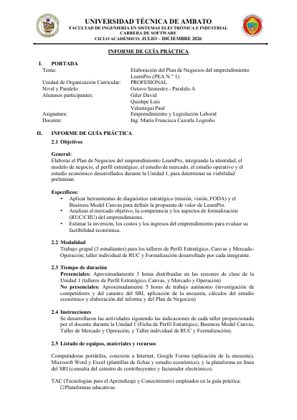 UNIVERSIDAD TÉCNICA DE AMBATO
FACULTAD DE INGENIERÍA EN SISTEMAS ELECTRÓNICA E INDUSTRIAL
CARRERA DE SOFTWARE
CICLO ACADÉMICO: JULIO – DICIEMBRE 2026
INFORME DE GUÍA PRÁCTICA
I. PORTADA
Tema: Elaboración del Plan de Negocios del emprendimiento
LearnPro (PEA N.° 1)
Unidad de Organización Curricular: PROFESIONAL
Nivel y Paralelo: Octavo Semestre - Paralelo A
Alumnos participantes: Giler David
Quishpe Luis
Velastegui Paul
Asignatura: Emprendimiento y Legislación Laboral
Docente: Ing. María Francisca Cazorla Logroño
II. INFORME DE GUÍA PRÁCTICA
2.1 Objetivos
General:
Elaborar el Plan de Negocios del emprendimiento LearnPro, integrando la identidad, el
modelo de negocio, el perfil estratégico, el estudio de mercado, el estudio operativo y el
estudio económico desarrollados durante la Unidad 1, para determinar su viabilidad
preliminar.
Específicos:
• Aplicar herramientas de diagnóstico estratégico (misión, visión, FODA) y el
Business Model Canvas para definir la propuesta de valor de LearnPro.
• Analizar el mercado objetivo, la competencia y los aspectos de formalización
(RUC/CIIU) del emprendimiento.
• Estimar la inversión, los costos y los ingresos del emprendimiento para evaluar su
factibilidad económica.
2.2 Modalidad
Trabajo grupal (3 estudiantes) para los talleres de Perfil Estratégico, Canvas y Mercado-
Operación; taller individual de RUC y Formalización desarrollado por cada integrante.
2.3 Tiempo de duración
Presenciales: Aproximadamente 3 horas distribuidas en las sesiones de clase de la
Unidad 1 (talleres de Perfil Estratégico, Canvas y Mercado-Operación).
No presenciales: Aproximadamente 5 horas de trabajo autónomo (investigación de
competidores y del catastro del SRI, aplicación de la encuesta, cálculos del estudio
económico y elaboración del informe y del Plan de Negocios)
2.4 Instrucciones
Se desarrollaron las actividades siguiendo las indicaciones de cada taller proporcionado
por el docente durante la Unidad 1 (Ficha de Perfil Estratégico, Business Model Canvas,
Taller de Mercado y Operación, y Taller individual de RUC y Formalización).
2.5 Listado de equipos, materiales y recursos
Computadoras portátiles, conexión a Internet, Google Forms (aplicación de la encuesta),
Microsoft Word y Excel (plantillas de fichas y estudio económico), y la plataforma en línea
del SRI (consulta del catastro de contribuyentes y facturador electrónico).
TAC (Tecnologías para el Aprendizaje y Conocimiento) empleados en la guía práctica:
☐Plataformas educativas